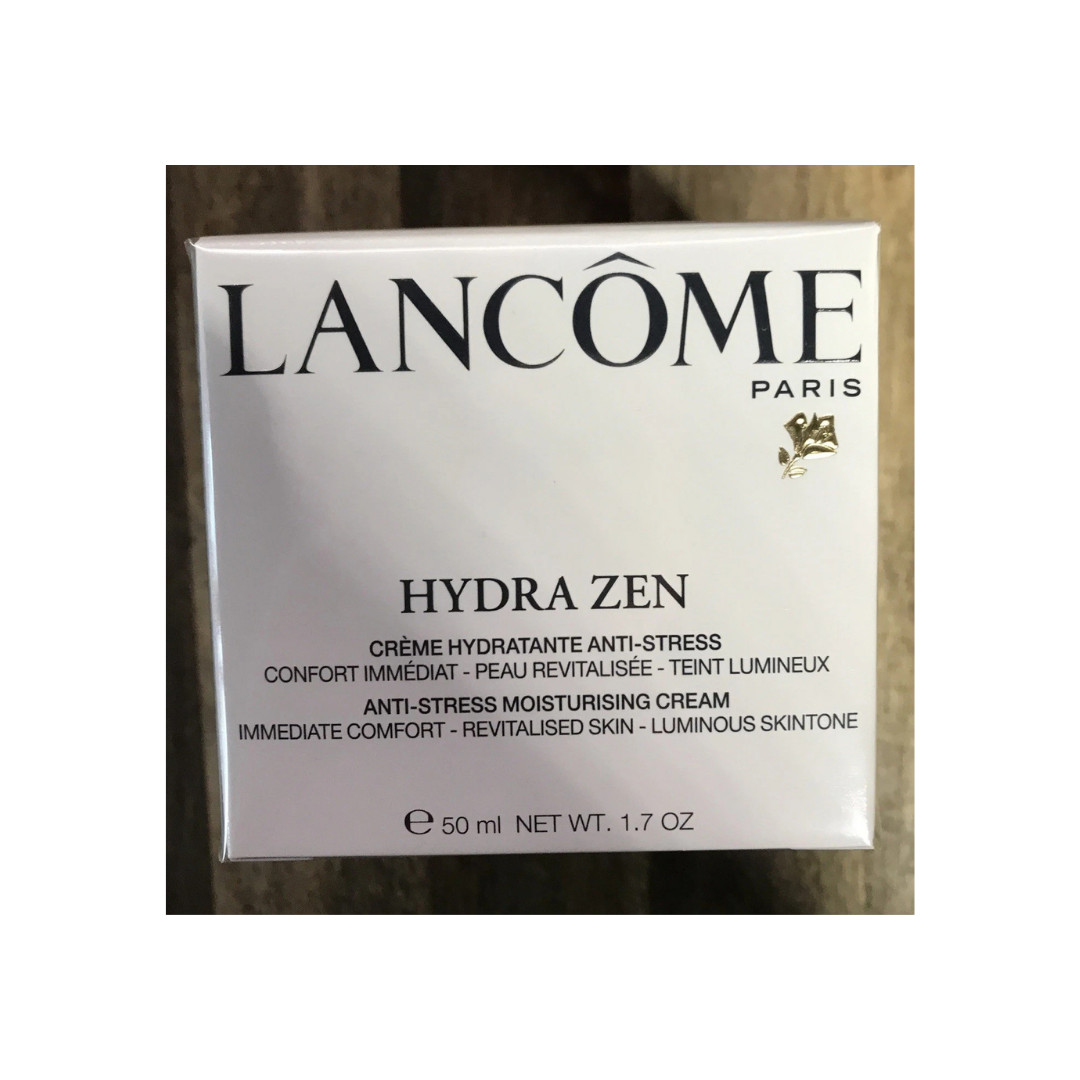 LANCÔME
PARIS
HYDRA ZEN
CRÈME HYDRATANTE ANTI-STRESS
CONFORT IMMÉDIAT - PEAU REVITALISÉE - TEINT LUMINEUX
ANTI-STRESS MOISTURISING CREAM
IMMEDIATE COMFORT - REVITALISED SKIN - LUMINOUS SKINTONE
℮ 50 ml NET WT. 1.7 OZ